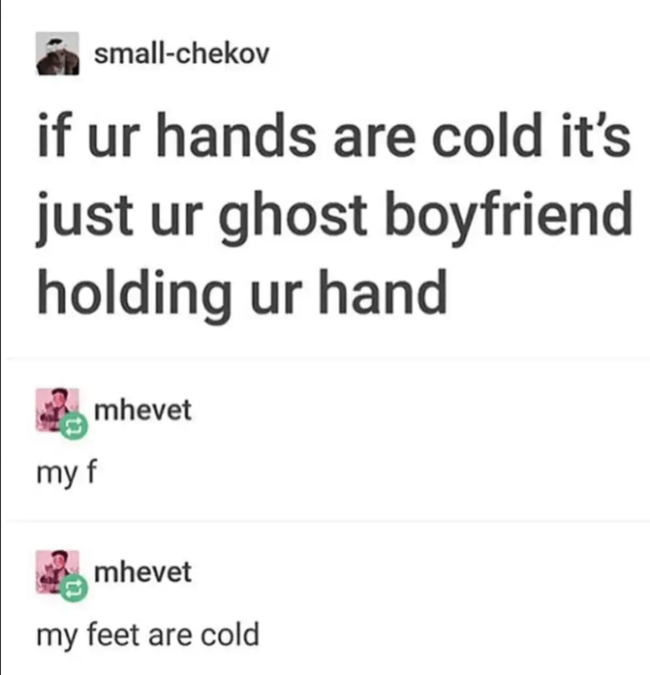 small-chekov
if ur hands are cold it's
just ur ghost boyfriend
holding ur hand
mhevet
my f
mhevet
my feet are cold